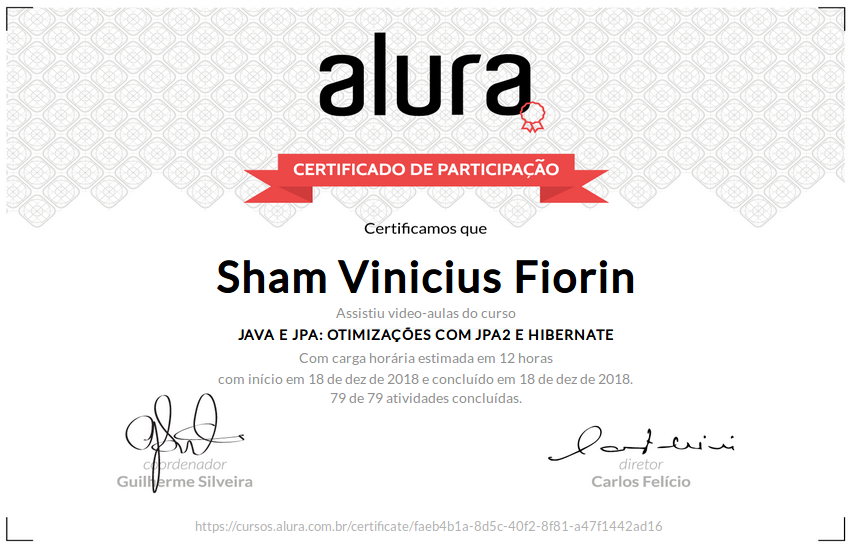 alura
CERTIFICADO DE PARTICIPAÇÃO
Certificamos que
Sham Vinicius Fiorin
Assistiu video-aulas do curso
JAVA E JPA: OTIMIZAÇÕES COM JPA2 E HIBERNATE
Com carga horária estimada em 12 horas
com início em 18 de dez de 2018 e concluído em 18 de dez de 2018.
79 de 79 atividades concluídas.
coordenador
Guilherme Silveira
diretor
Carlos Felício
https://cursos.alura.com.br/certificate/faeb4b1a-8d5c-40f2-8f81-a47f1442ad16